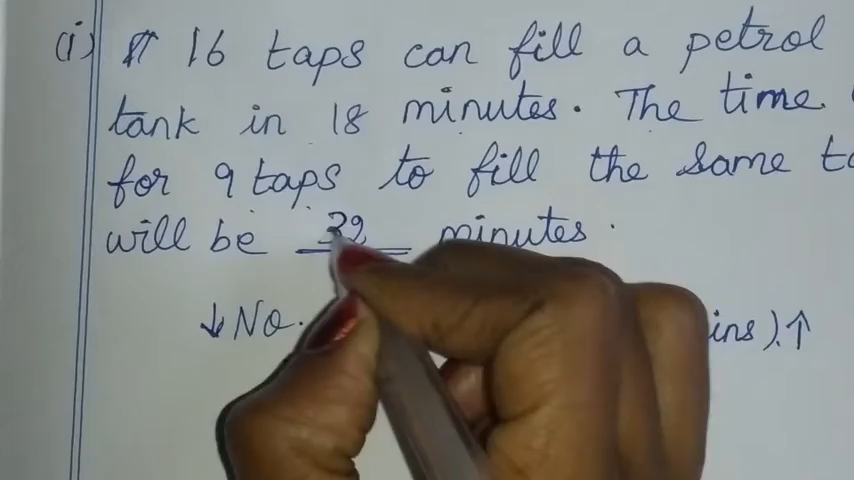 (i) 16 taps can fill a petrol
tank in 18 minutes. The time
for 9 taps to fill the same
will be 32 minutes.
↓ No. ins). ↑